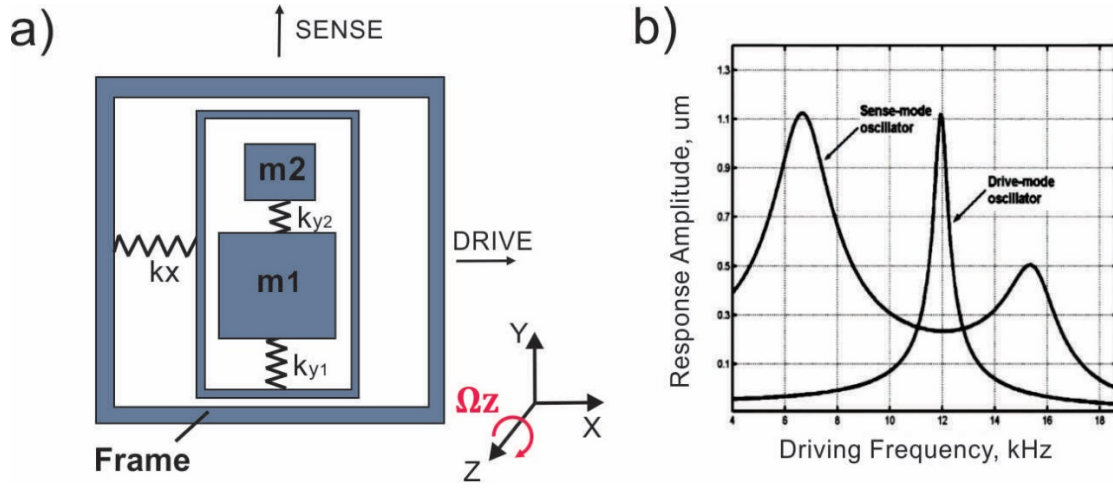 a)
SENSE
m2
ky2
kx
m1
DRIVE
ky1
Y
Ωz
X
Z
Frame
b)
1.3
1.1
0.9
0.7
0.5
0.3
0.1
Sense-mode
oscillator
Drive-mode
oscillator
4 6 8 10 12 14 16 18
Response Amplitude, um
Driving Frequency, kHz